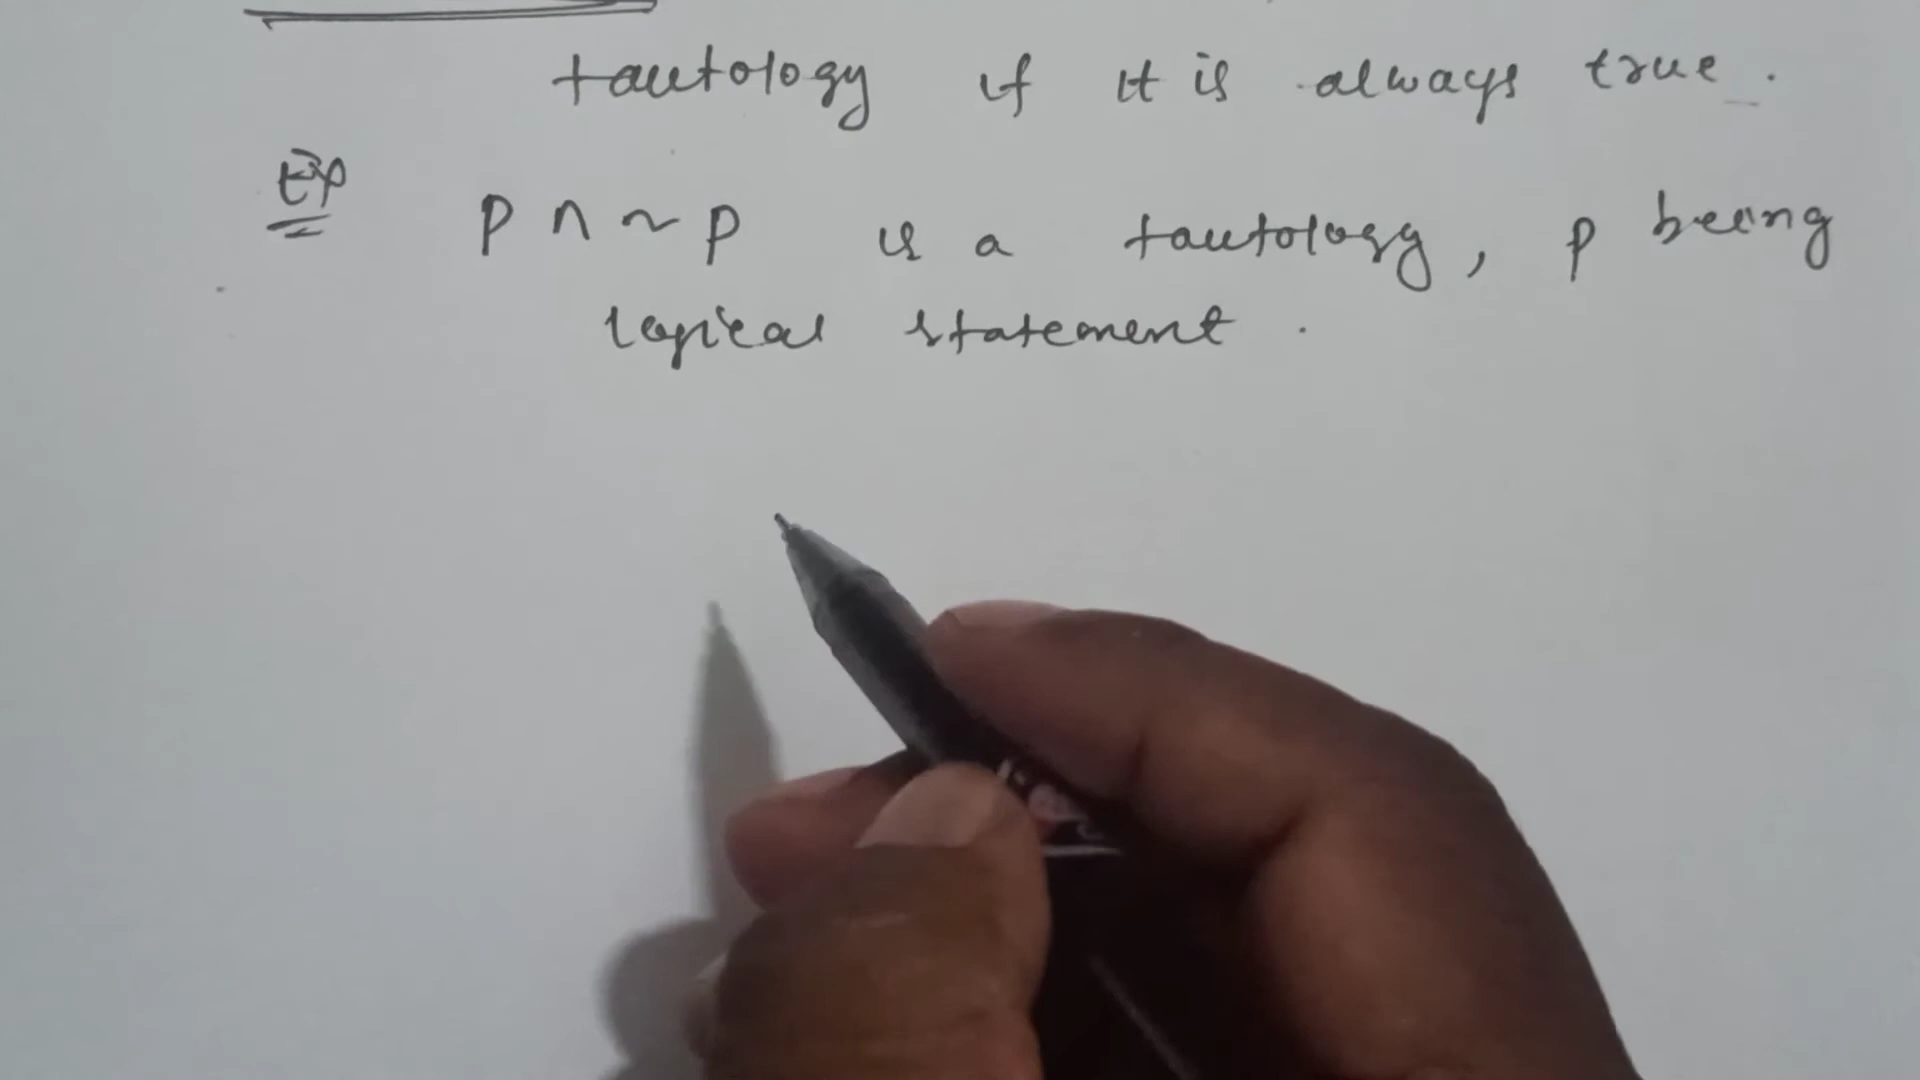 tautology if it is always true.
Ex p ∩ ~ p is a tautology, p being
logical statement.